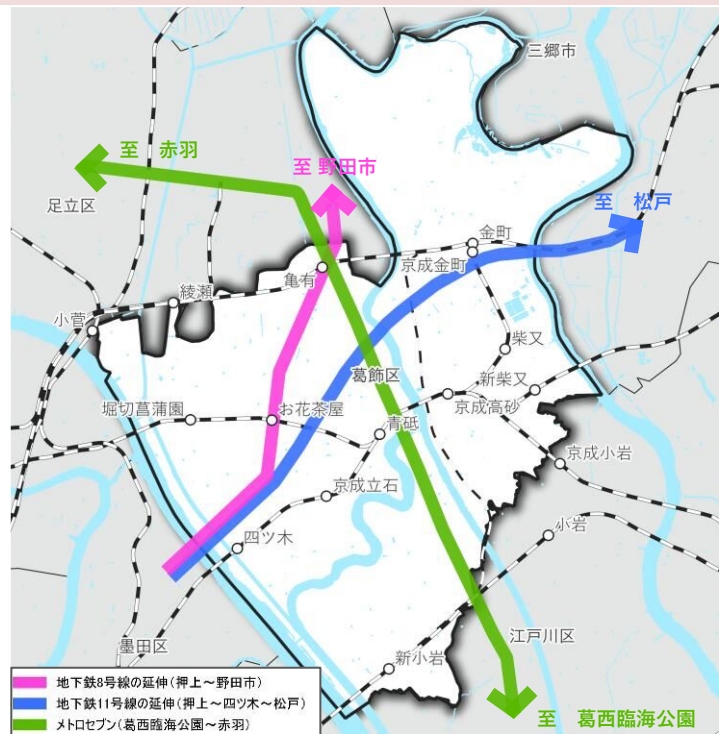 三郷市
至 赤羽
至 野田市
足立区
至 松戸
金町
京成金町
亀有
綾瀬
小菅
柴又
葛飾区
新柴又
堀切菖蒲園
お花茶屋
京成高砂
青砥
京成小岩
京成立石
小岩
四ツ木
墨田区
江戸川区
新小岩
地下鉄8号線の延伸(押上～野田市)
地下鉄11号線の延伸(押上～四ツ木～松戸)
メトロセブン(葛西臨海公園～赤羽)
至 葛西臨海公園